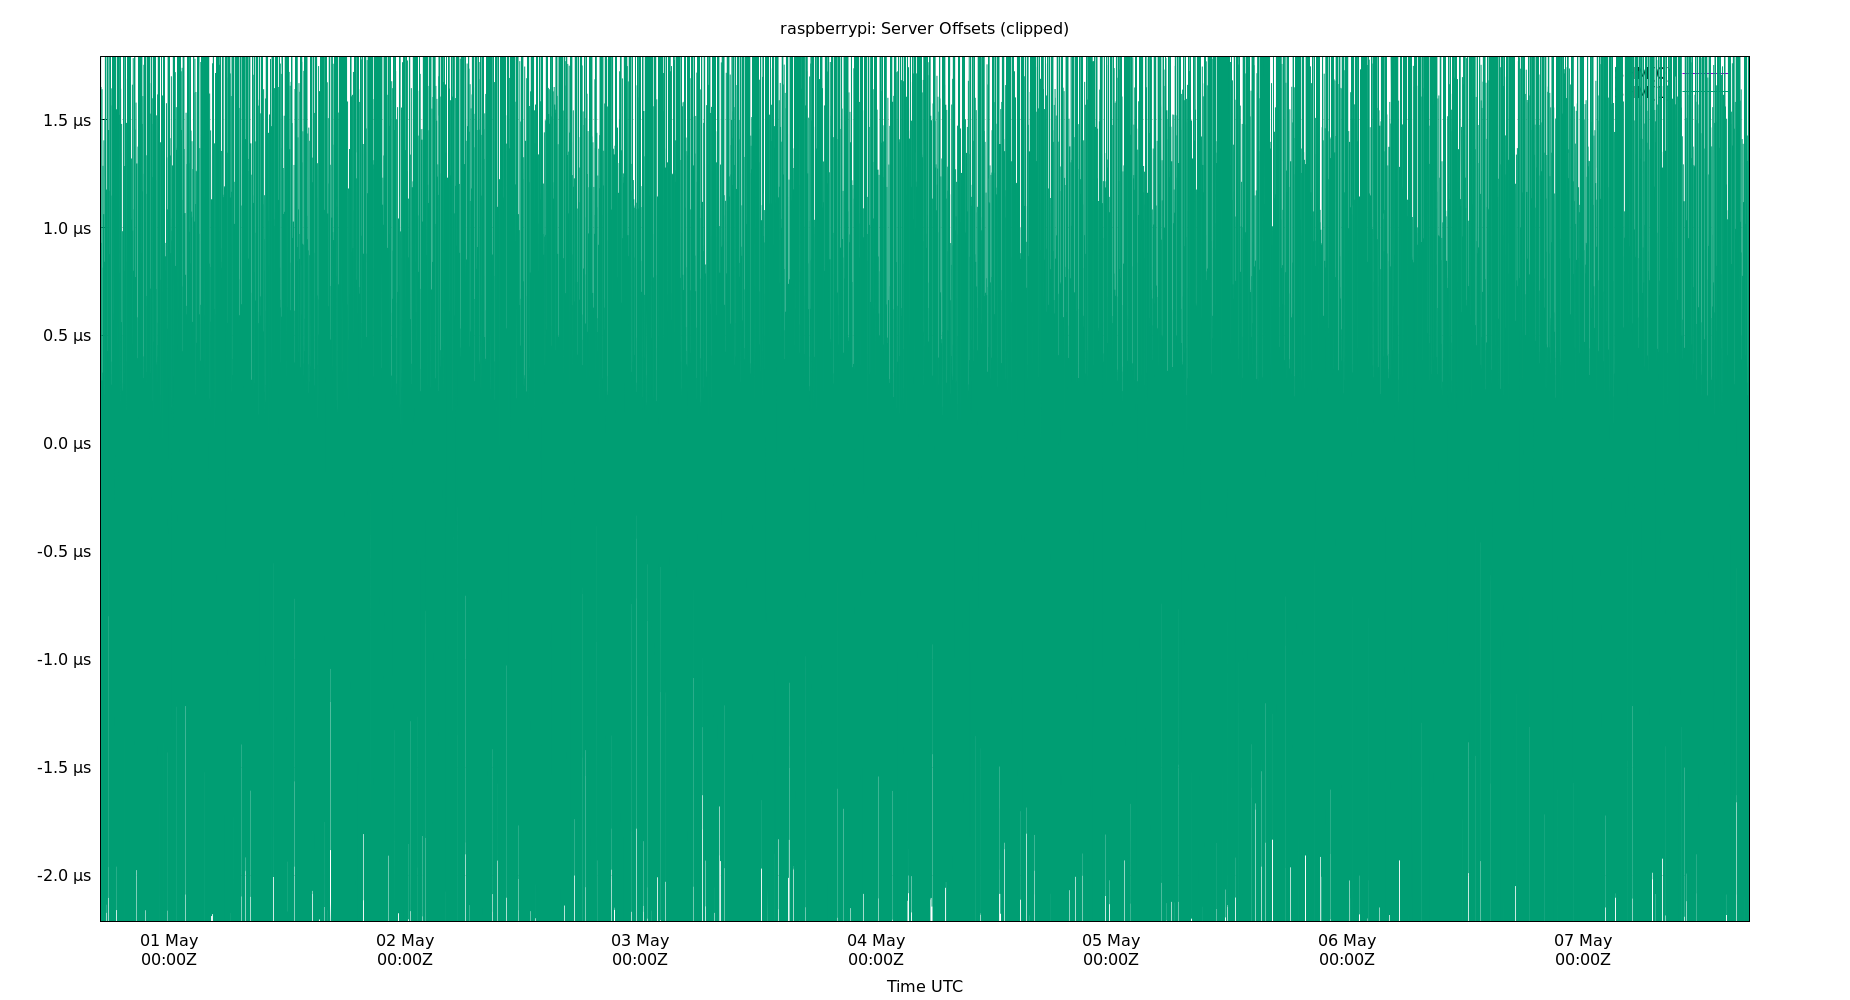 raspberrypi: Server Offsets (clipped)
1.5 µs
1.0 µs
0.5 µs
0.0 µs
-0.5 µs
-1.0 µs
-1.5 µs
-2.0 µs
01 May 02 May 03 May 04 May 05 May 06 May 07 May
00:00Z 00:00Z 00:00Z 00:00Z 00:00Z 00:00Z 00:00Z
Time UTC